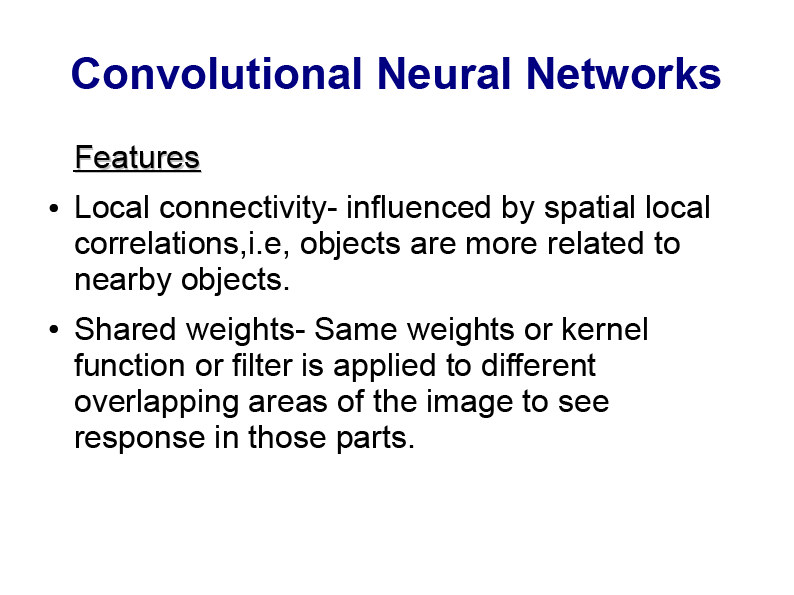 Convolutional Neural Networks
Features
● Local connectivity- influenced by spatial local
correlations,i.e, objects are more related to
nearby objects.
● Shared weights- Same weights or kernel
function or filter is applied to different
overlapping areas of the image to see
response in those parts.